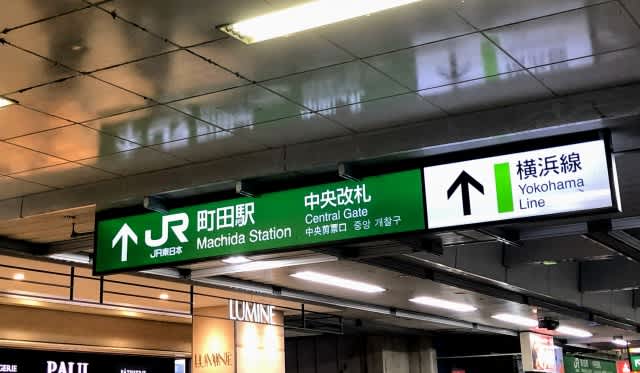 JR
JR東日本
町田駅
Machida Station
中央改札
Central Gate
中央剪票口 중앙 개찰구
横浜線
Yokohama
Line
LUMINE
LUMINE
PAUL